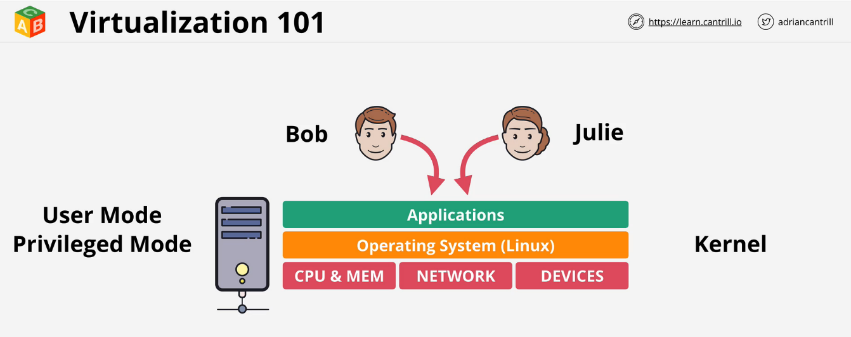 Virtualization 101
https://learn.cantrill.io
adriancantrill
C
A B
Bob
Julie
User Mode
Applications
Privileged Mode
Operating System (Linux)
Kernel
CPU & MEM
NETWORK
DEVICES